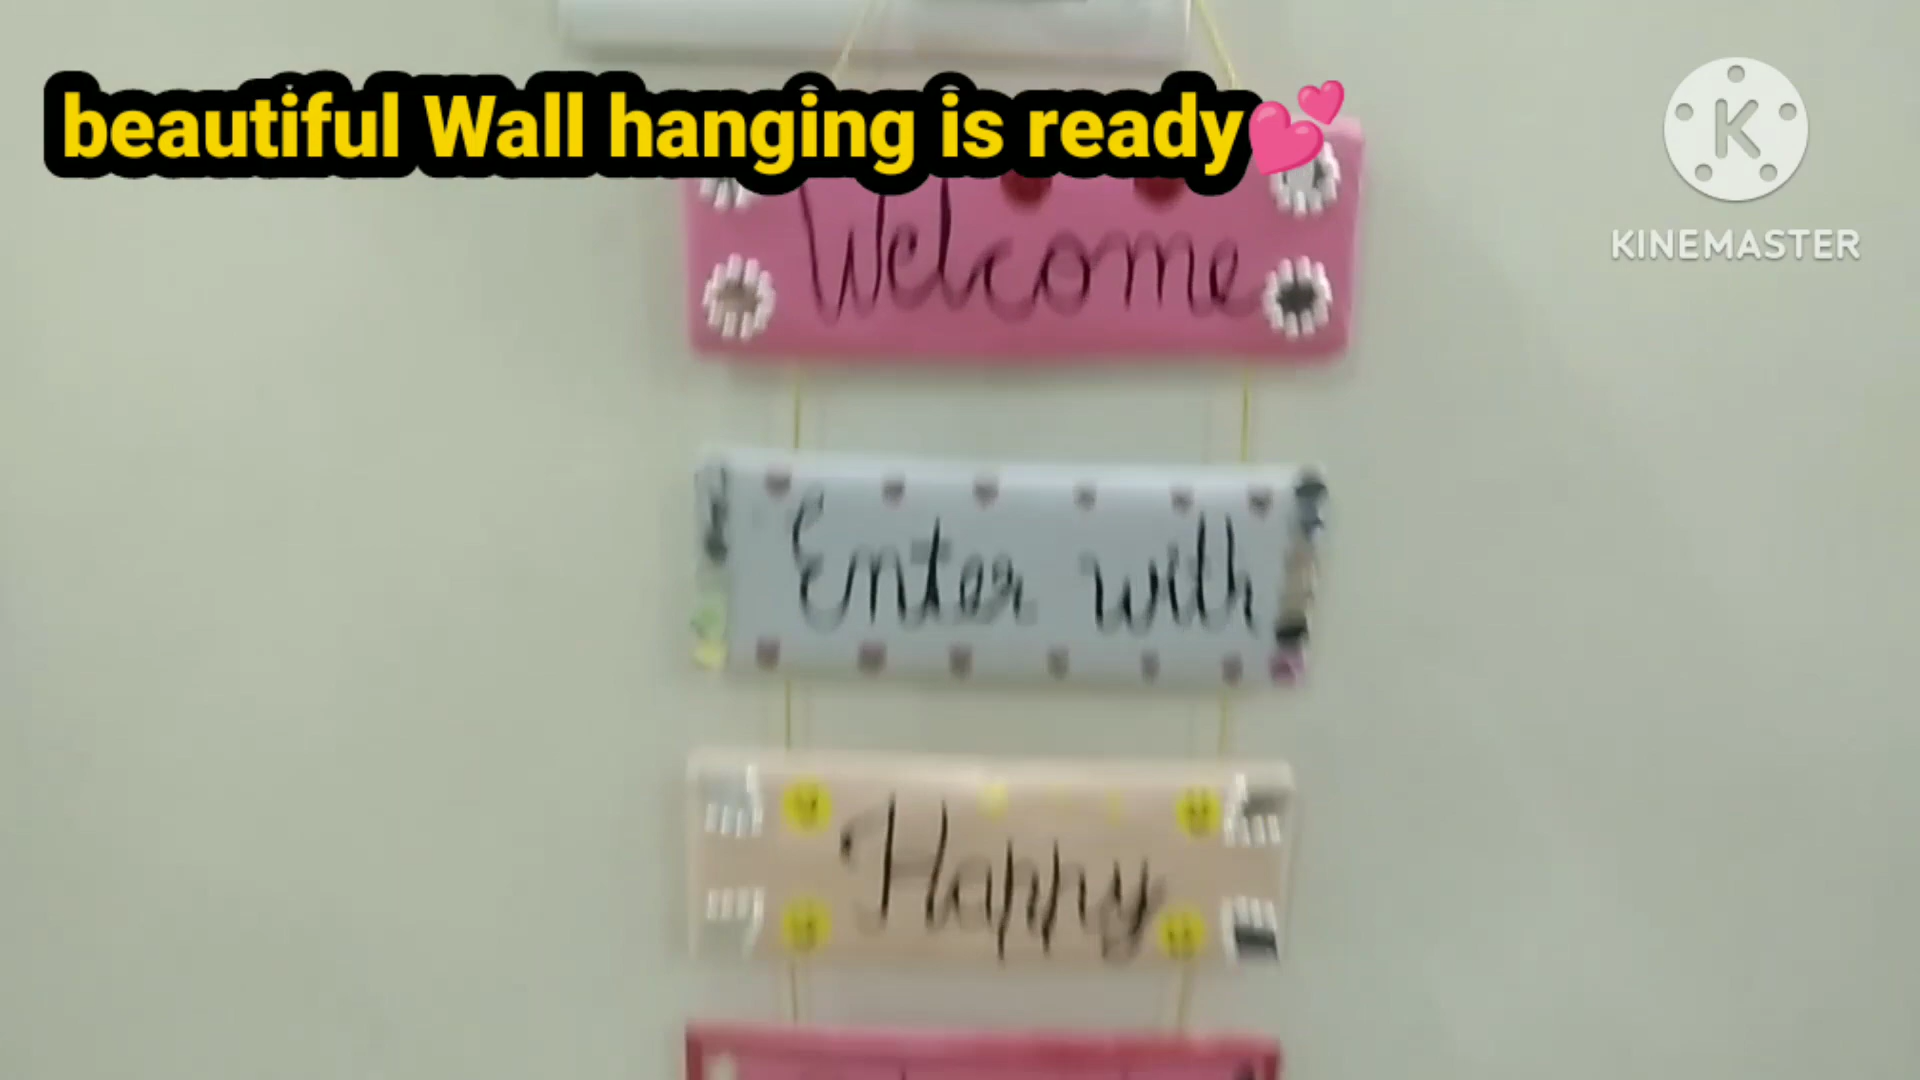 beautiful Wall hanging is ready💕
K
KINEMASTER
Welcome
Enter with
Happy